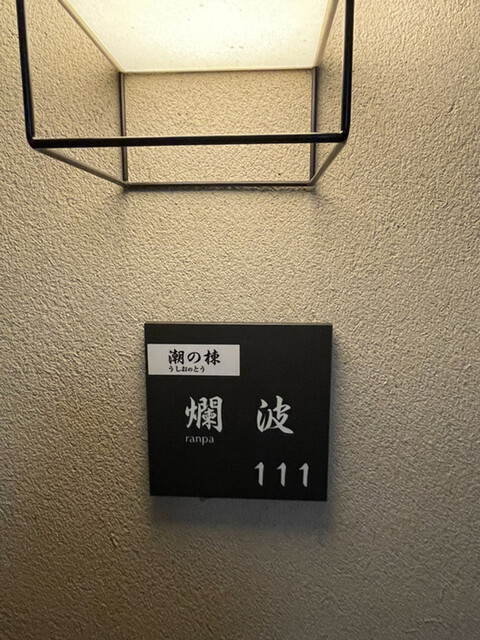 潮の棟
うしおのとう
爛波
ranpa
111